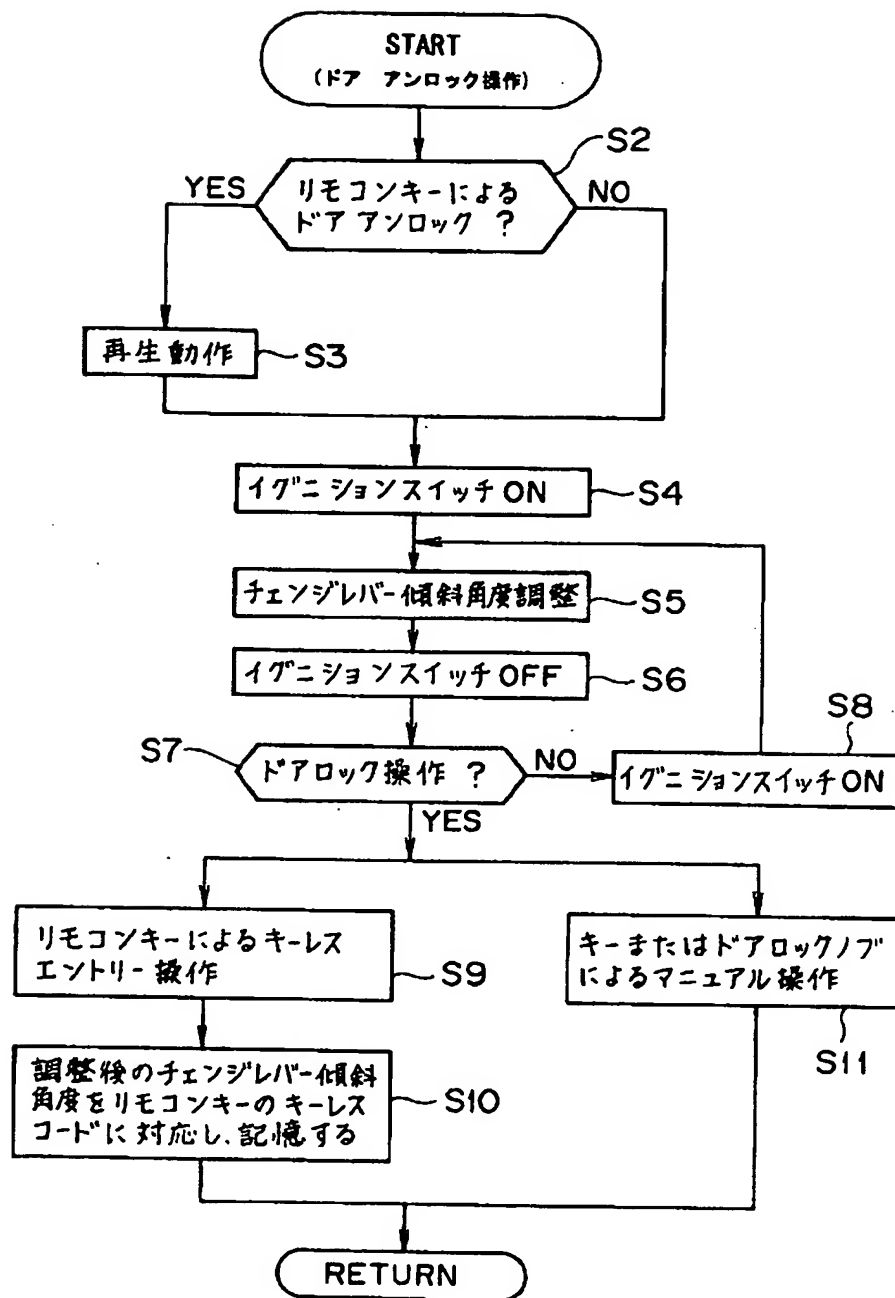 START
(ドア アンロック操作)
S2
YES
リモコンキーによる
ドア アンロック ?
NO
再生動作
S3
イグニションスイッチON
S4
チェンジレバー傾斜角度調整
S5
イグニションスイッチOFF
S6
S7
ドアロック操作 ?
NO
S8
イグニションスイッチON
YES
リモコンキーによるキーレス
エントリー操作
S9
キーまたはドアロックノブ
によるマニュアル操作
S11
調整後のチェンジレバー傾斜
角度をリモコンキーのキーレス
コードに対応し、記憶する
S10
RETURN